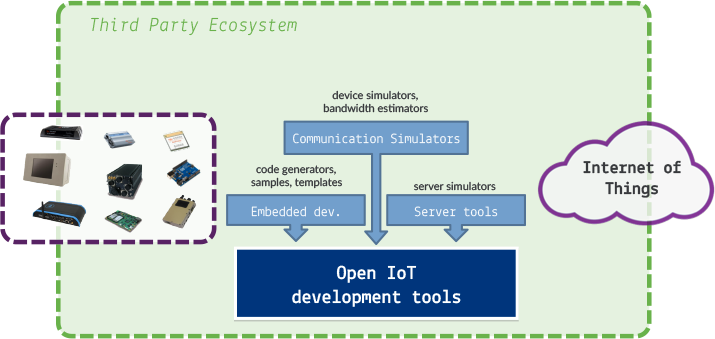 Third Party Ecosystem
device simulators,
bandwidth estimators
Communication Simulators
code generators,
samples, templates
Embedded dev.
server simulators
Server tools
Open IoT
development tools
Internet of
Things